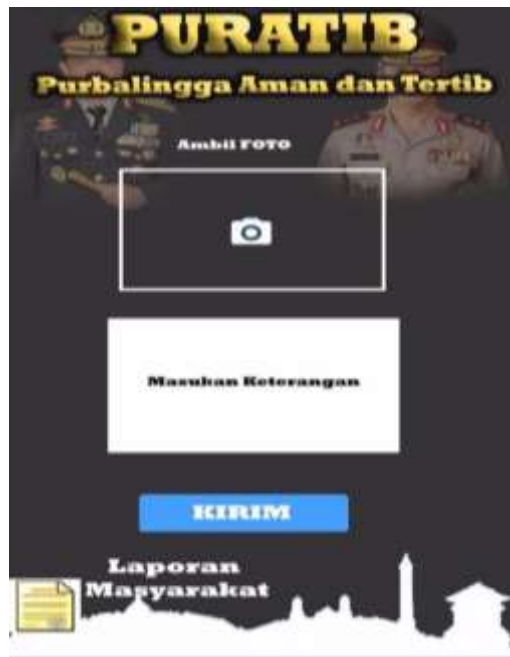 PURATIB
Purbalingga Aman dan Tertib
Ambil FOTO
Masukan Keterangan
KIRIM
Laporan
Masyarakat